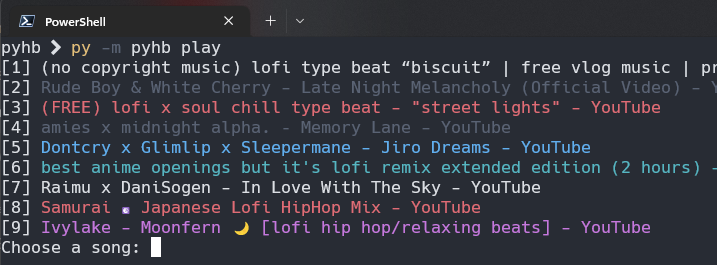 PowerShell
pyhb ❯ py -m pyhb play
[1] (no copyright music) lofi type beat “biscuit” | free vlog music |
[2] Rude Boy & White Cherry - Late Night Melancholy (Official Video) -
[3] (FREE) lofi x soul chill type beat - "street lights" - YouTube
[4] amies x midnight alpha. - Memory Lane - YouTube
[5] Dontcry x Glimlip x Sleepermane - Jiro Dreams - YouTube
[6] best anime openings but it's lofi remix extended edition (2 hours) -
[7] Raimu x DaniSogen - In Love With The Sky - YouTube
[8] Samurai ☯ Japanese Lofi HipHop Mix - YouTube
[9] Ivylake - Moonfern 🌙 [lofi hip hop/relaxing beats] - YouTube
Choose a song: